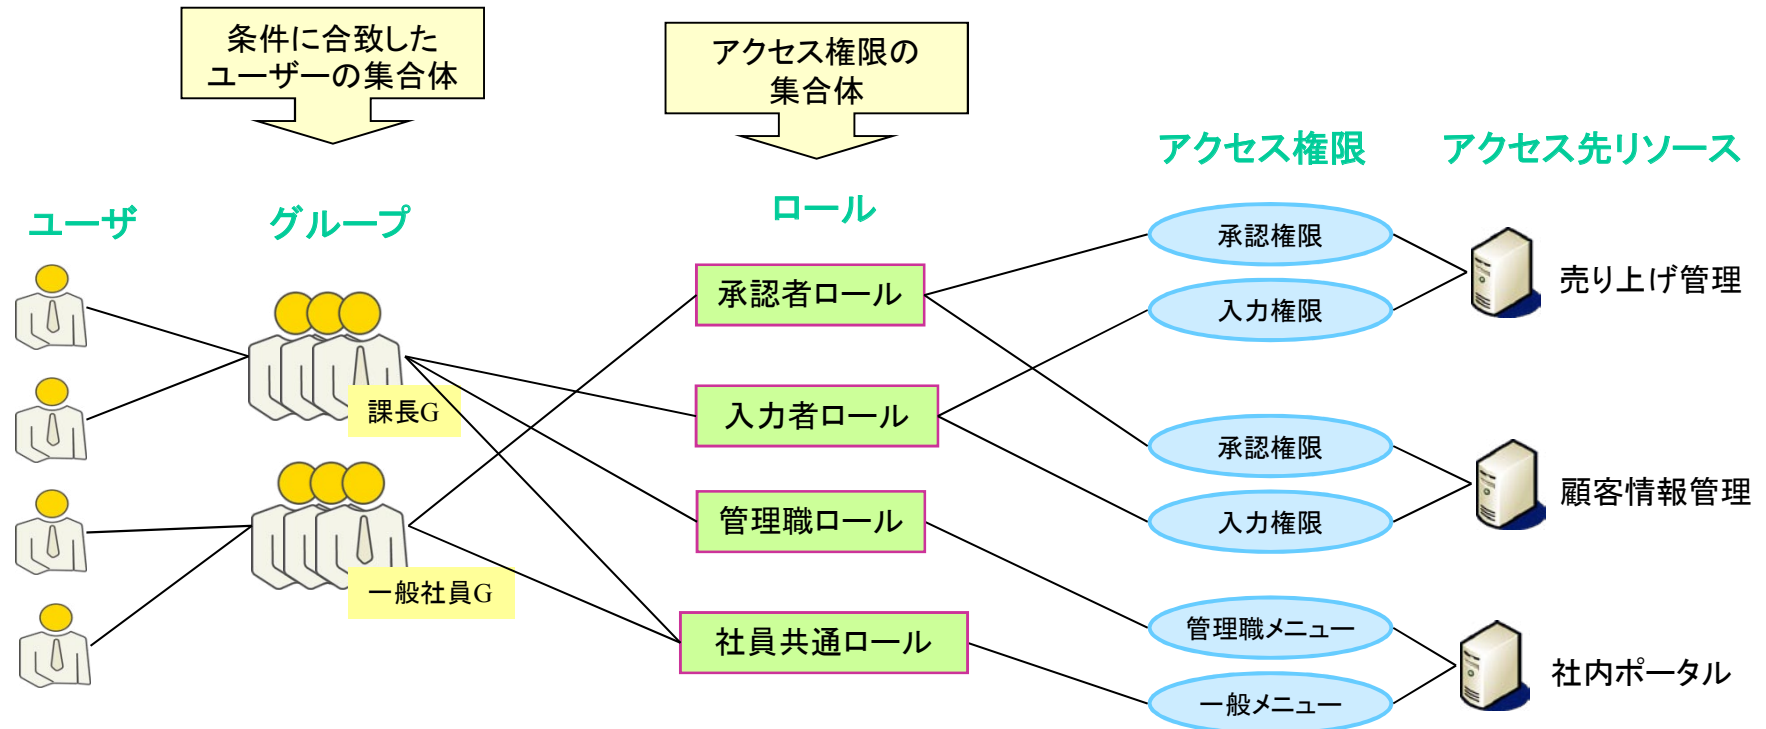 条件に合致した
ユーザーの集合体
アクセス権限の
集合体
アクセス権限
アクセス先リソース
ユーザ
グループ
ロール
承認権限
入力権限
売り上げ管理
承認者ロール
課長G
入力者ロール
承認権限
入力権限
顧客情報管理
管理職ロール
一般社員G
社員共通ロール
管理職メニュー
一般メニュー
社内ポータル